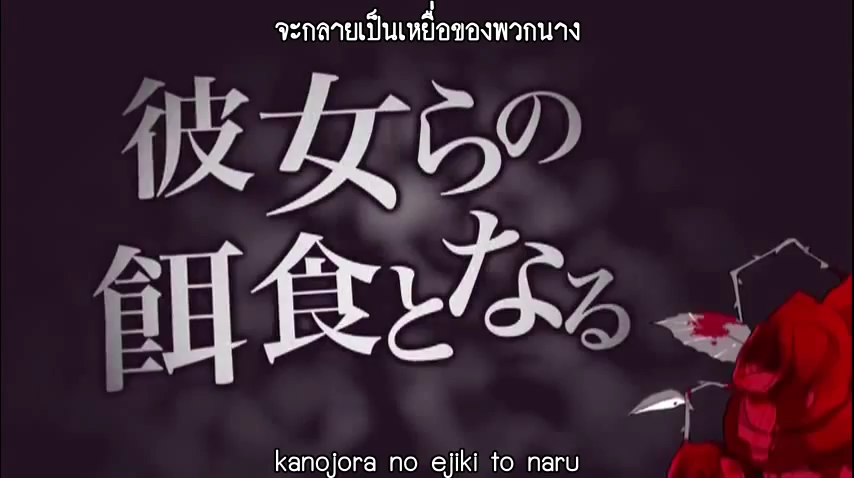 จะกลายเป็นเหยื่อของพวกนาง
彼女らの
餌食となる
kanojora no ejiki to naru